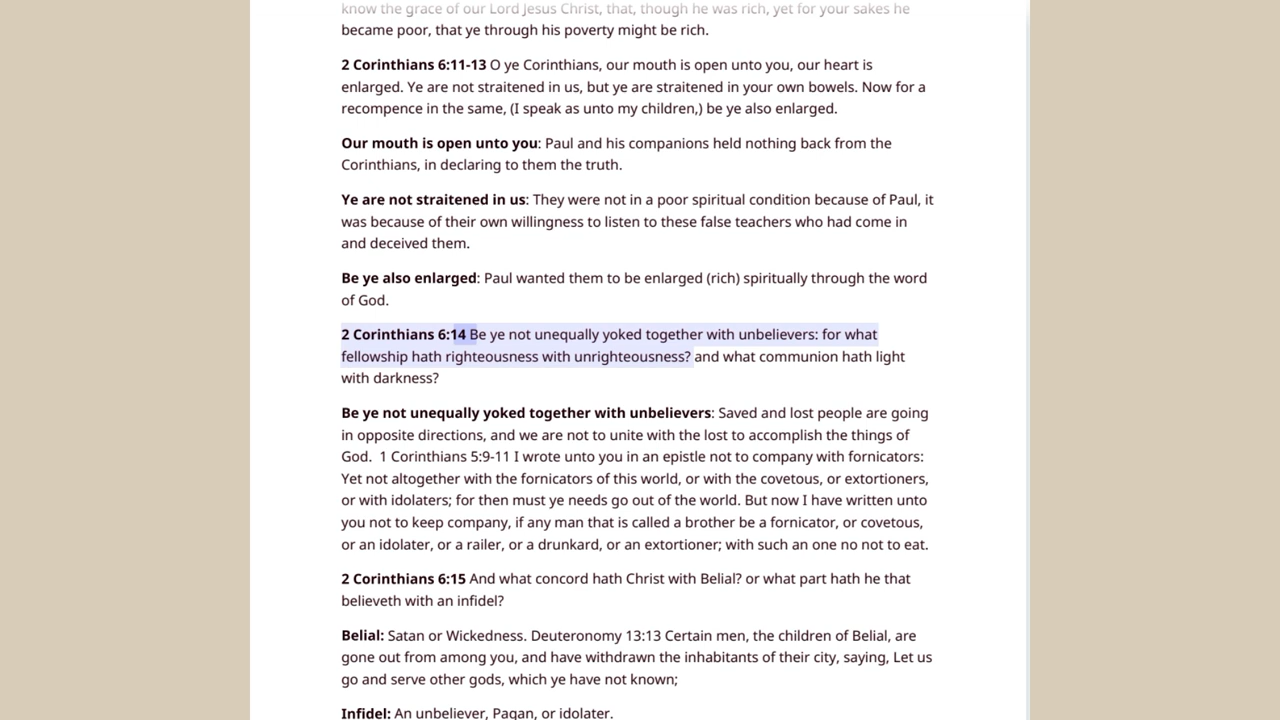 know the grace of our Lord Jesus Christ, that, though he was rich, yet for your sakes he
became poor, that ye through his poverty might be rich.
2 Corinthians 6:11-13 O ye Corinthians, our mouth is open unto you, our heart is
enlarged. Ye are not straitened in us, but ye are straitened in your own bowels. Now for a
recompence in the same, (I speak as unto my children,) be ye also enlarged.
Our mouth is open unto you: Paul and his companions held nothing back from the
Corinthians, in declaring to them the truth.
Ye are not straitened in us: They were not in a poor spiritual condition because of Paul, it
was because of their own willingness to listen to these false teachers who had come in
and deceived them.
Be ye also enlarged: Paul wanted them to be enlarged (rich) spiritually through the word
of God.
2 Corinthians 6:14 Be ye not unequally yoked together with unbelievers: for what
fellowship hath righteousness with unrighteousness? and what communion hath light
with darkness?
Be ye not unequally yoked together with unbelievers: Saved and lost people are going
in opposite directions, and we are not to unite with the lost to accomplish the things of
God.  1 Corinthians 5:9-11 I wrote unto you in an epistle not to company with fornicators:
Yet not altogether with the fornicators of this world, or with the covetous, or extortioners,
or with idolaters; for then must ye needs go out of the world. But now I have written unto
you not to keep company, if any man that is called a brother be a fornicator, or covetous,
or an idolater, or a railer, or a drunkard, or an extortioner; with such an one no not to eat.
2 Corinthians 6:15 And what concord hath Christ with Belial? or what part hath he that
believeth with an infidel?
Belial: Satan or Wickedness. Deuteronomy 13:13 Certain men, the children of Belial, are
gone out from among you, and have withdrawn the inhabitants of their city, saying, Let us
go and serve other gods, which ye have not known;
Infidel: An unbeliever, Pagan, or idolater.